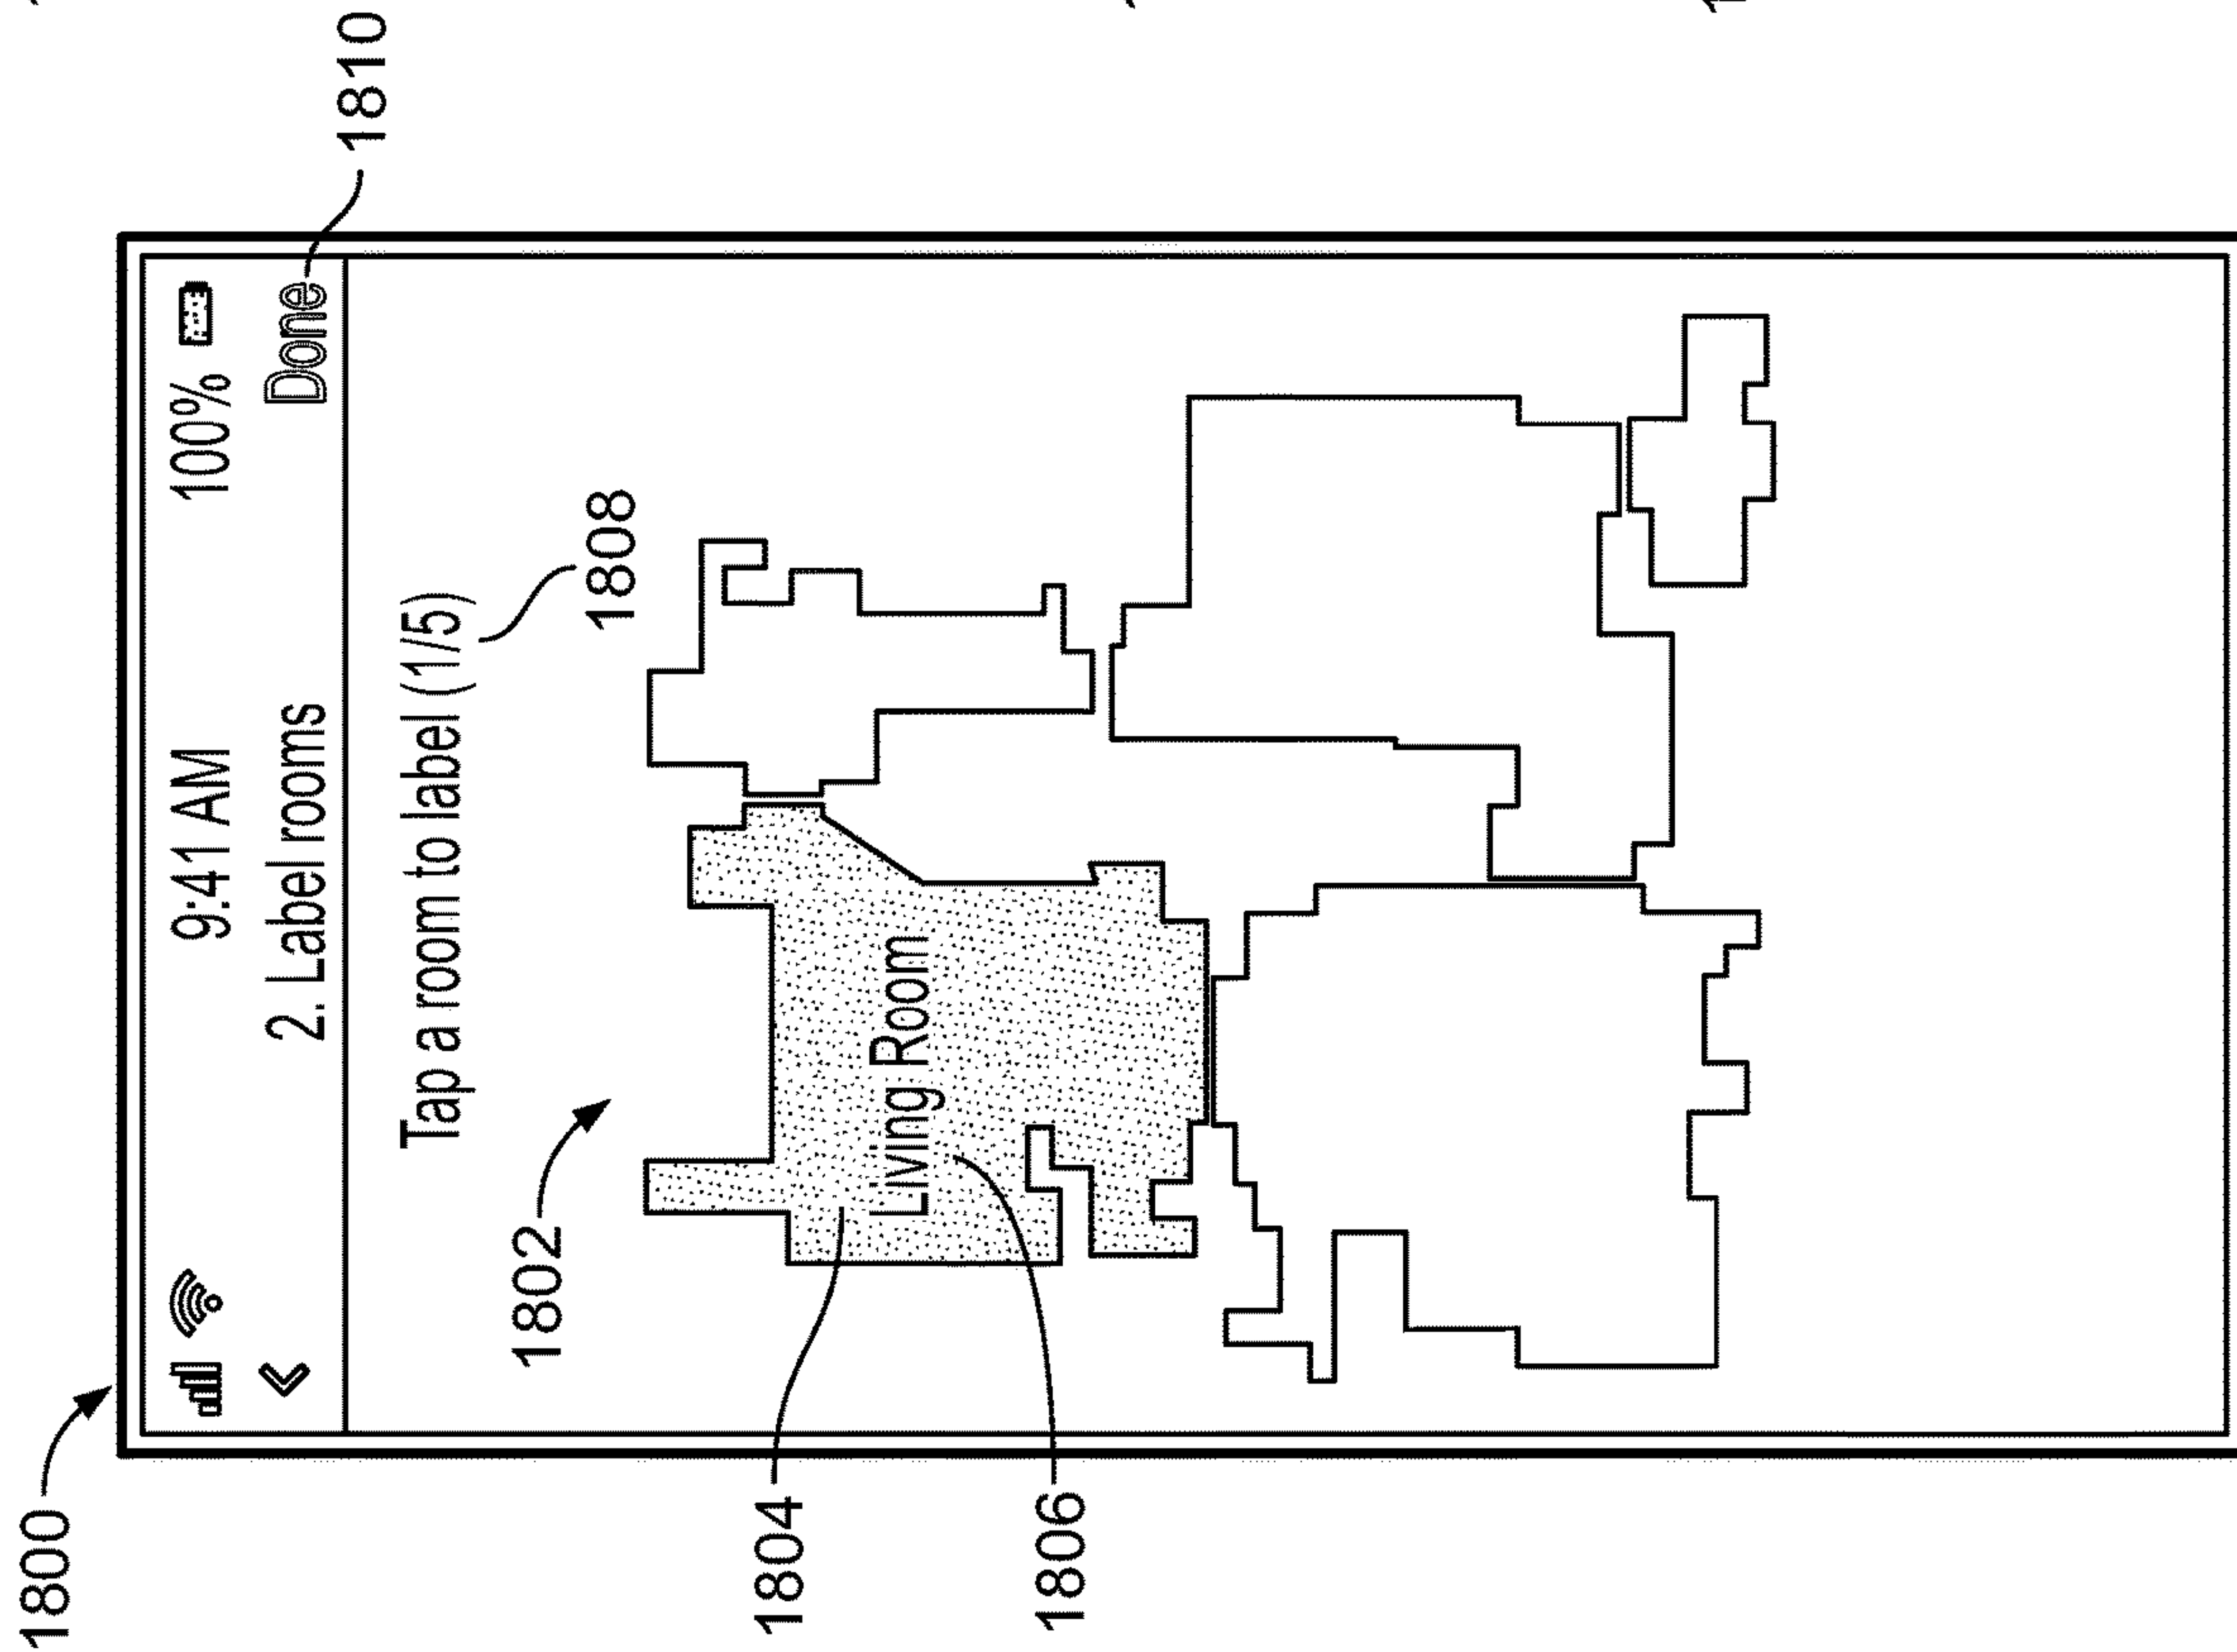 1800
9:41 AM 100%
2. Label rooms Done
1810
Tap a room to label (1/5)
1808
1802
Living Room
1804
1806